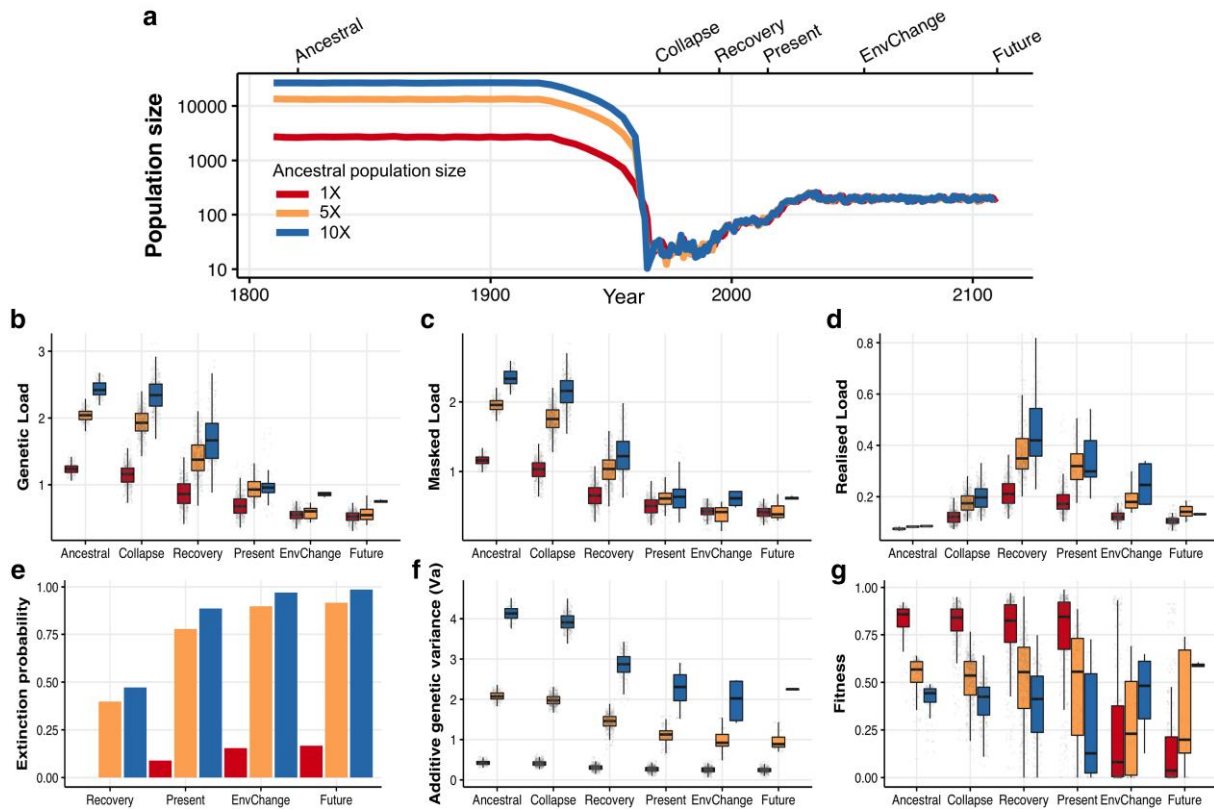 a
Ancestral
Collapse
Recovery
Present
EnvChange
Future
Population size
10000
1000
100
10
Ancestral population size
1X
5X
10X
1800
1900
Year
2000
2100
b
Genetic Load
3
2
1
Ancestral Collapse Recovery Present EnvChange Future
c
Masked Load
2
1
Ancestral Collapse Recovery Present EnvChange Future
d
Realised Load
0.8
0.6
0.4
0.2
Ancestral Collapse Recovery Present EnvChange Future
e
Extinction probability
1.00
0.75
0.50
0.25
0.00
Recovery Present EnvChange Future
f
Additive genetic variance (Va)
4
3
2
1
0
Ancestral Collapse Recovery Present EnvChange Future
g
Fitness
1.00
0.75
0.50
0.25
0.00
Ancestral Collapse Recovery Present EnvChange Future